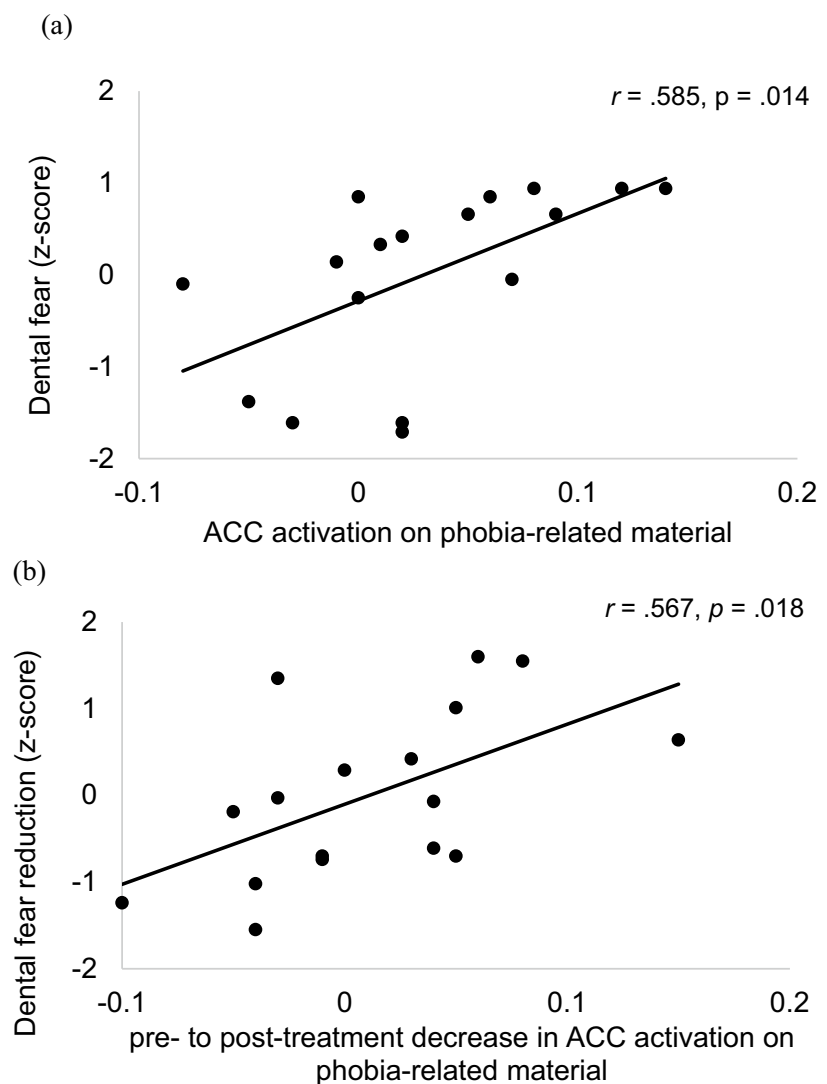 (a)
r = .585, p = .014
Dental fear (z-score)
2
1
0
-1
-2
-0.1 0 0.1 0.2
ACC activation on phobia-related material
(b)
r = .567, p = .018
Dental fear reduction (z-score)
2
1
0
-1
-2
-0.1 0 0.1 0.2
pre- to post-treatment decrease in ACC activation on
phobia-related material